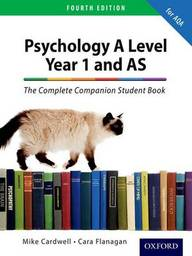 FOURTH EDITION
for AQA
Psychology A Level
Year 1 and AS
The Complete Companion Student Book
Mike Cardwell • Cara Flanagan
OXFORD